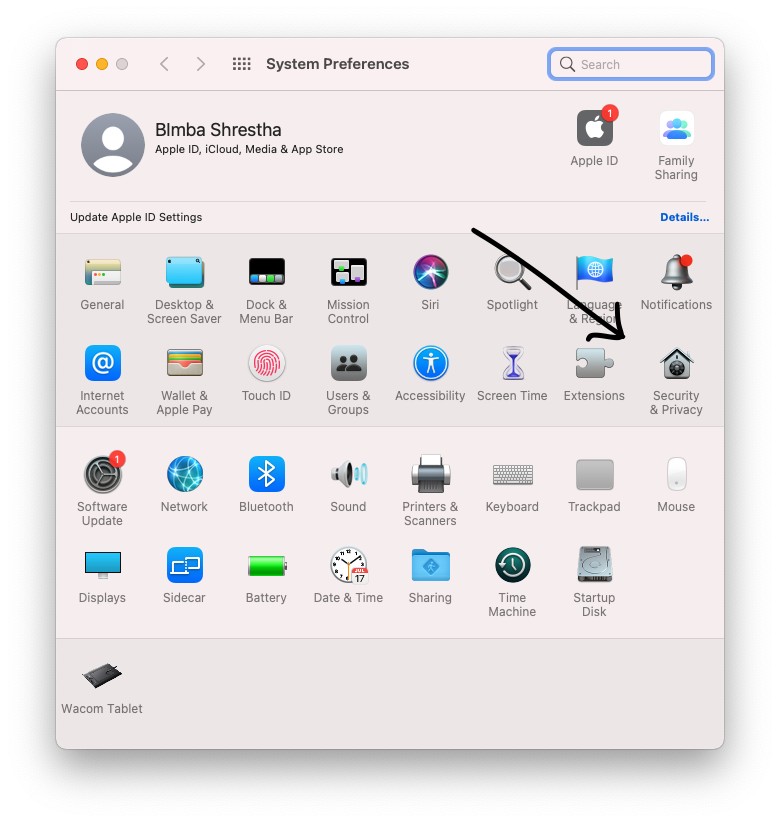 System Preferences
Search
BImba Shrestha
Apple ID, iCloud, Media & App Store
1
Apple ID
Family
Sharing
Update Apple ID Settings
Details...
General
Desktop &
Screen Saver
Dock &
Menu Bar
Mission
Control
Siri
Spotlight
Language
& Region
Notifications
@
Internet
Accounts
Wallet &
Apple Pay
Touch ID
Users &
Groups
Accessibility
Screen Time
Extensions
Security
& Privacy
1
Software
Update
Network
Bluetooth
Sound
Printers &
Scanners
Keyboard
Trackpad
Mouse
Displays
Sidecar
Battery
JUL
17
Date & Time
Sharing
Time
Machine
Startup
Disk
Wacom Tablet